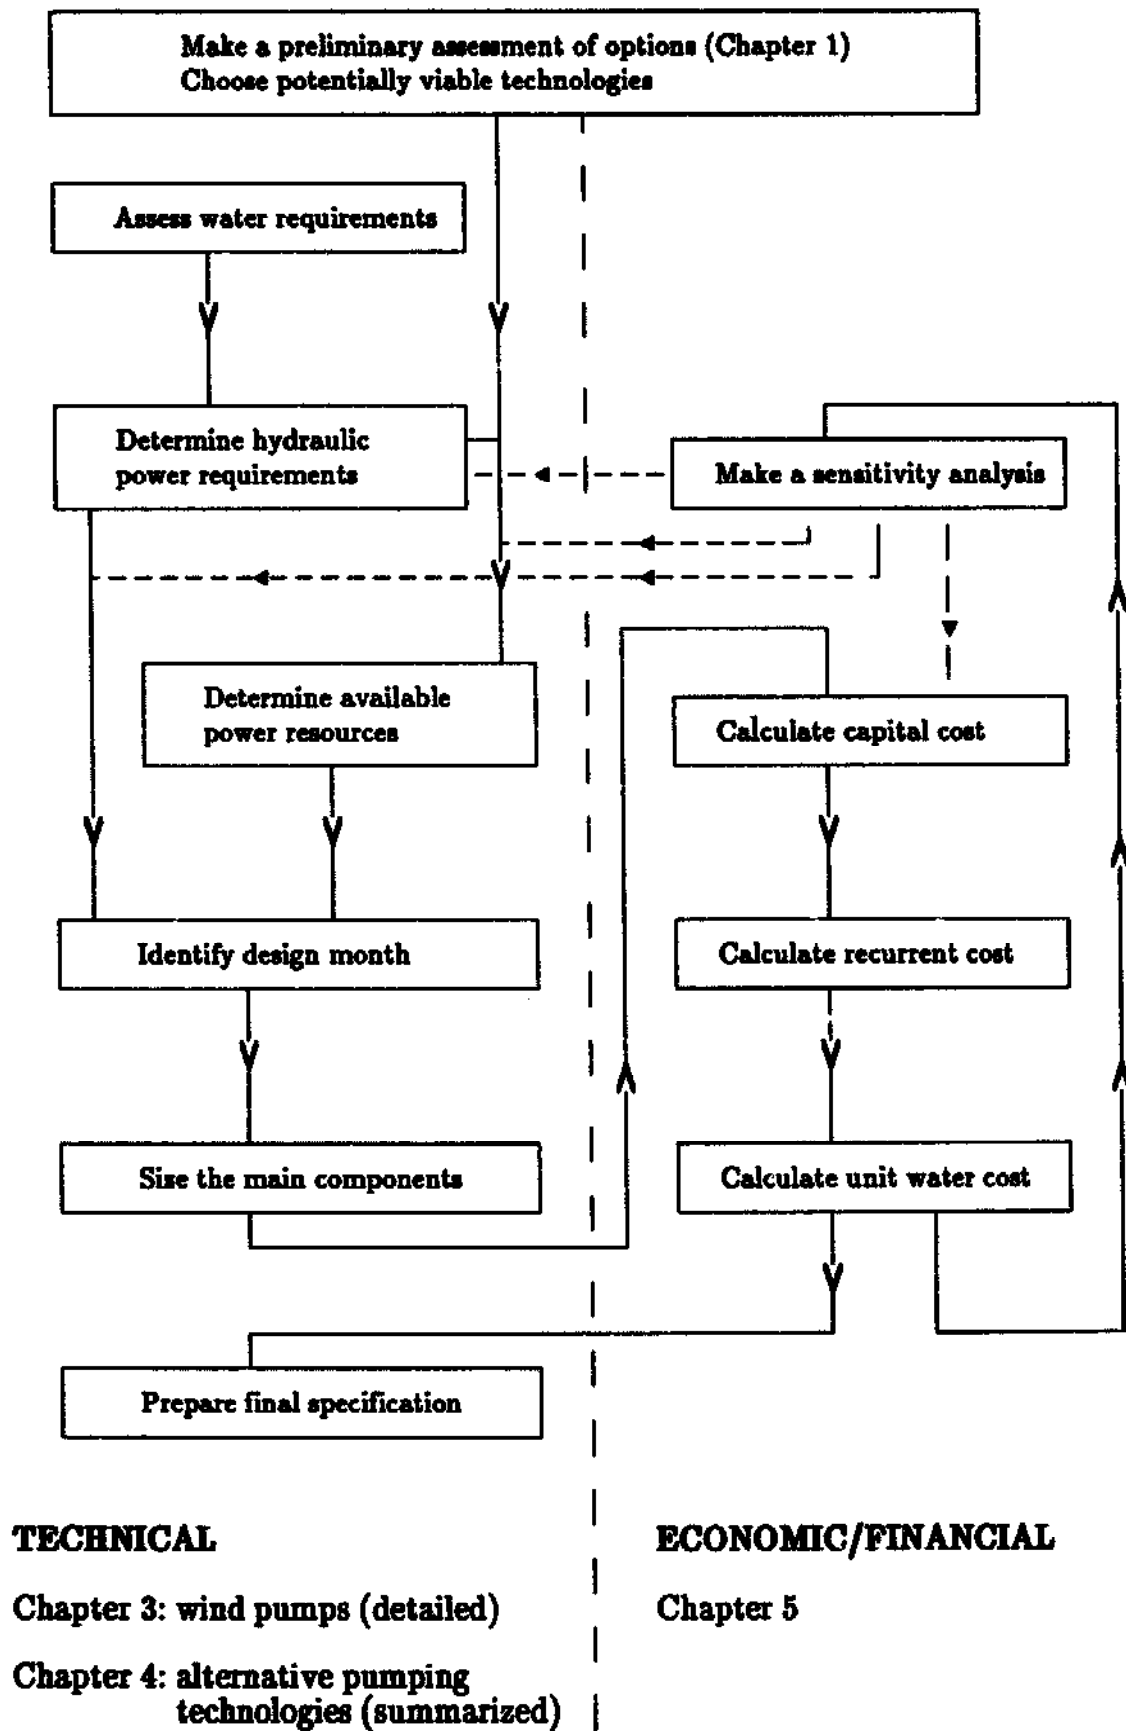 Make a preliminary assessment of options (Chapter 1)
Choose potentially viable technologies
Assess water requirements
Determine hydraulic
power requirements
Make a sensitivity analysis
Determine available
power resources
Calculate capital cost
Identify design month
Calculate recurrent cost
Size the main components
Calculate unit water cost
Prepare final specification
TECHNICAL
Chapter 3: wind pumps (detailed)
Chapter 4: alternative pumping
technologies (summarized)
ECONOMIC/FINANCIAL
Chapter 5